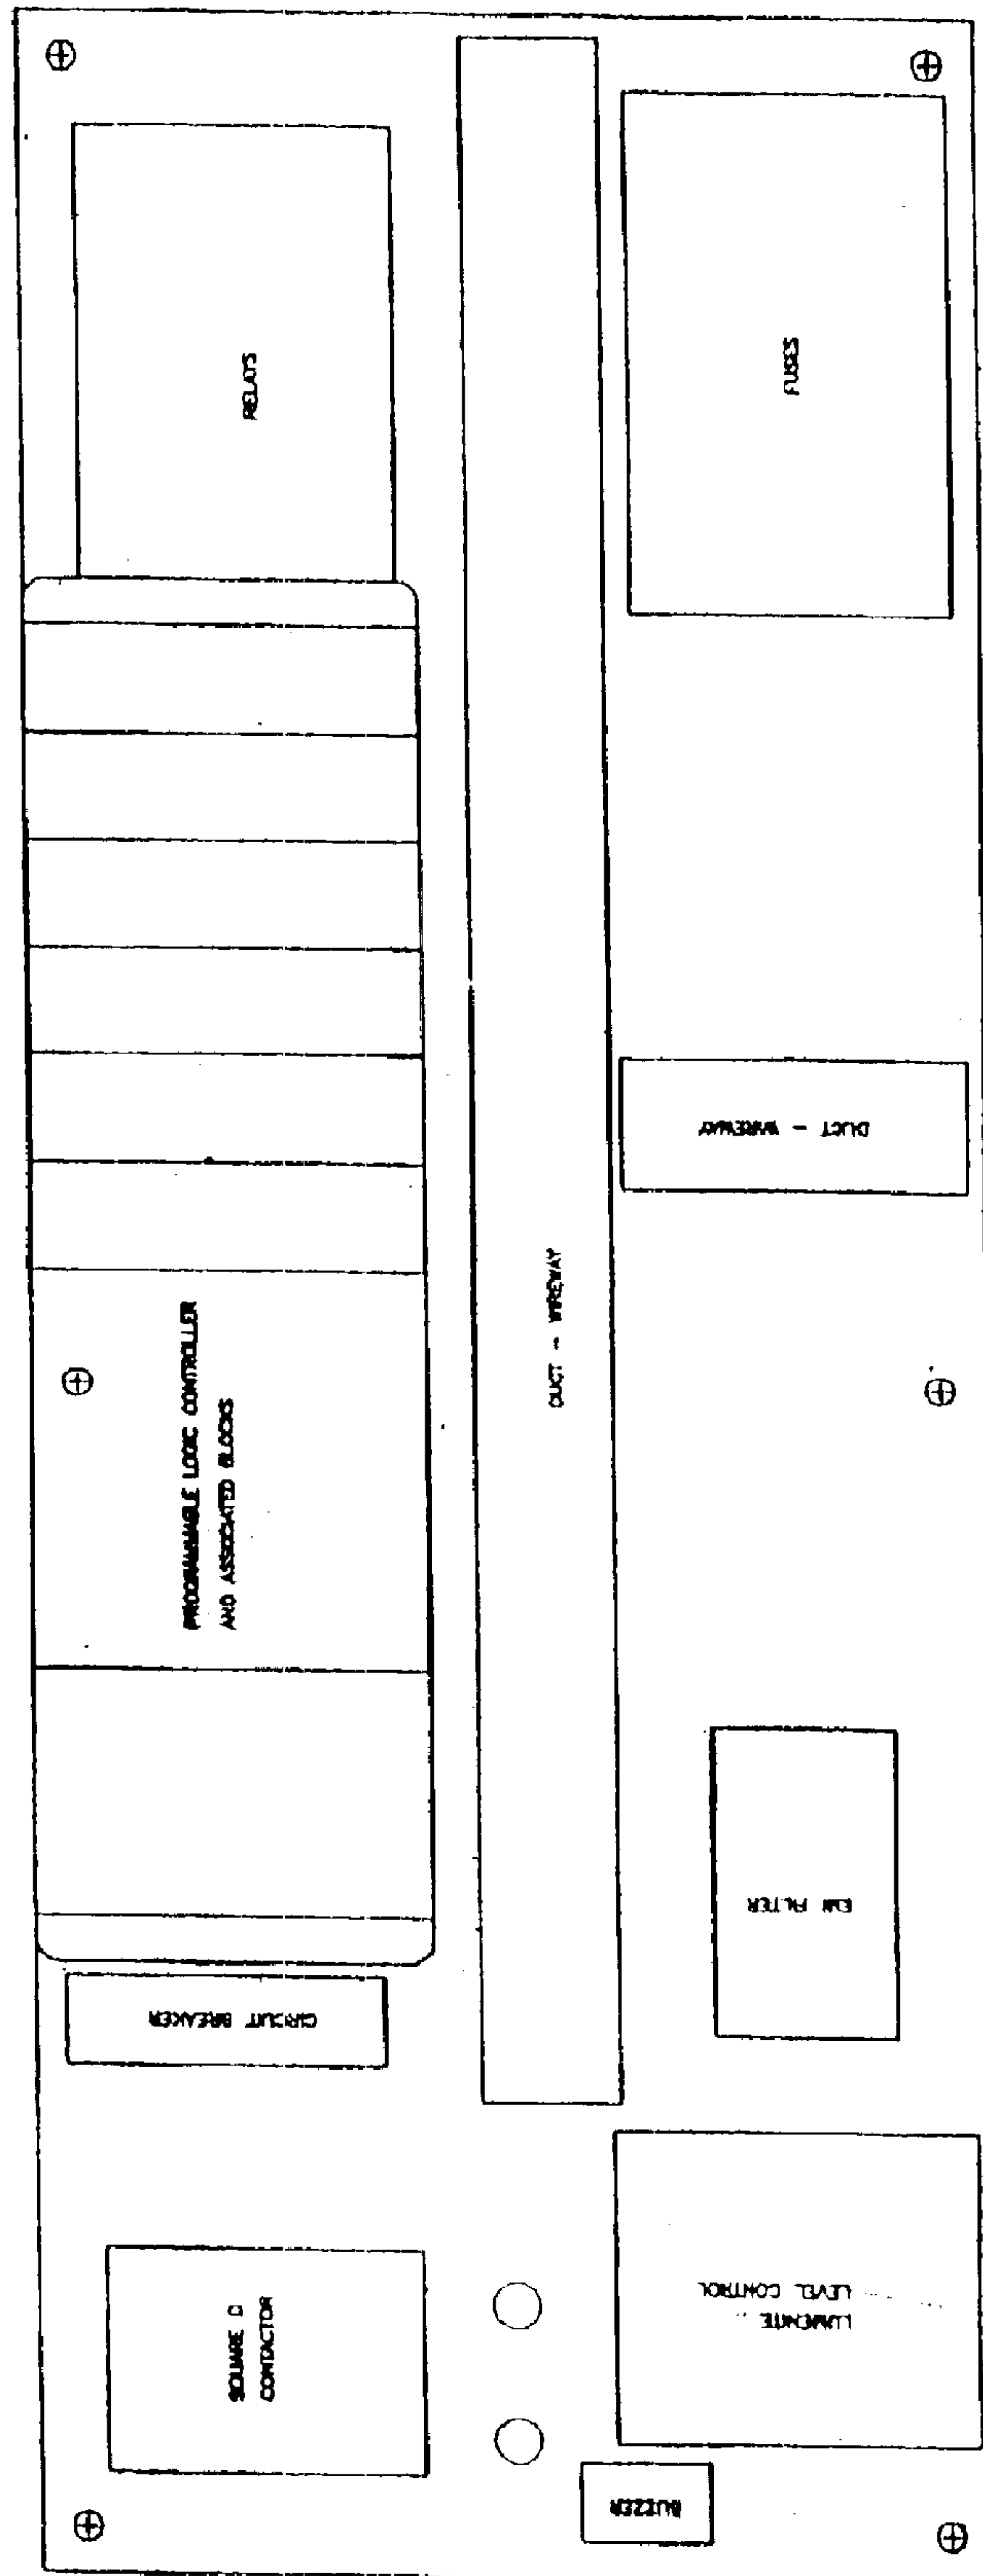 RELAYS
FUSES
DUCT - WIREWAY
DUCT - WIREWAY
PROGRAMMABLE LOGIC CONTROLLER
AND ASSOCIATED BLOCKS
EMI FILTER
CIRCUIT BREAKER
SQUARE D
CONTACTOR
LUMENITE
LEVEL CONTROL
BUZZER